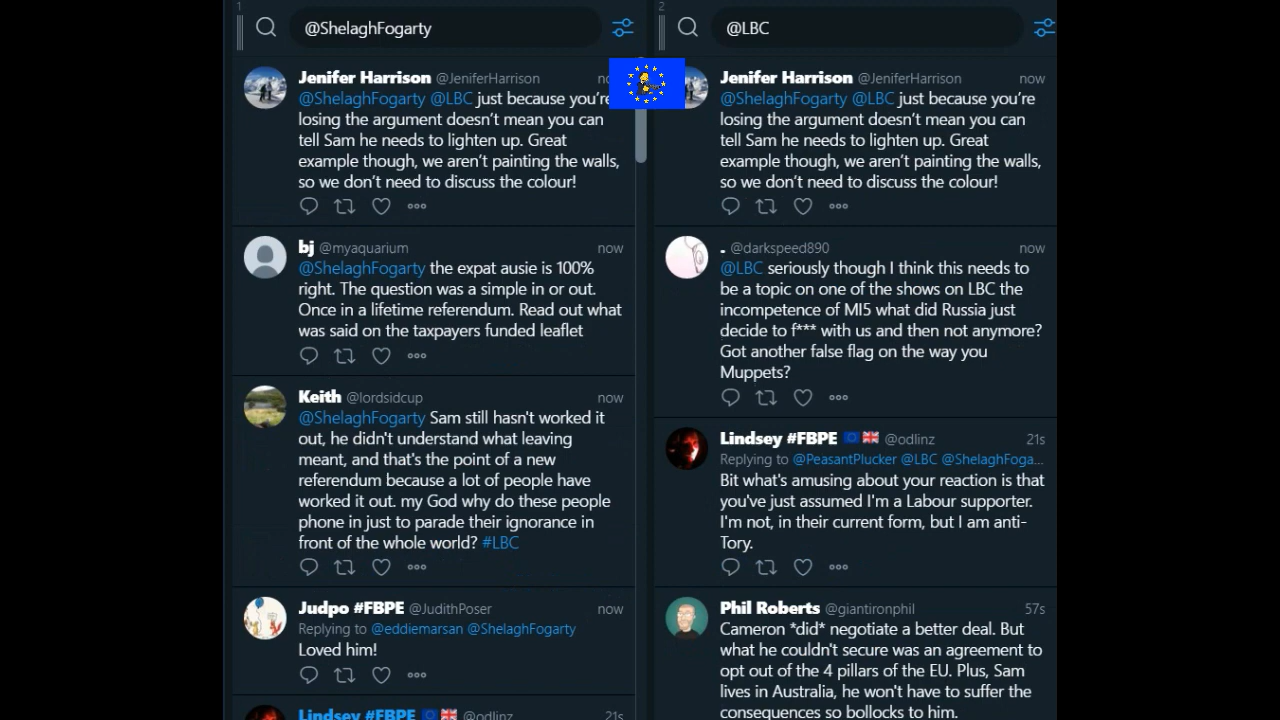 1
@ShelaghFogarty
Jenifer Harrison @JeniferHarrison
@ShelaghFogarty @LBC just because you’re
losing the argument doesn’t mean you can
tell Sam he needs to lighten up. Great
example though, we aren’t painting the walls,
so we don’t need to discuss the colour!
bj @myaquarium now
@ShelaghFogarty the expat ausie is 100%
right. The question was a simple in or out.
Once in a lifetime referendum. Read out what
was said on the taxpayers funded leaflet
Keith @lordsidcup now
@ShelaghFogarty Sam still hasn't worked it
out, he didn't understand what leaving
meant, and that's the point of a new
referendum because a lot of people have
worked it out. my God why do these people
phone in just to parade their ignorance in
front of the whole world? #LBC
Judpo #FBPE @JudithPoser now
Replying to @eddiemarsan @ShelaghFogarty
Loved him!
Lindsey #FBPE @odlinz 21s
2
@LBC
Jenifer Harrison @JeniferHarrison now
@ShelaghFogarty @LBC just because you’re
losing the argument doesn’t mean you can
tell Sam he needs to lighten up. Great
example though, we aren’t painting the walls,
so we don’t need to discuss the colour!
. @darkspeed890 now
@LBC seriously though I think this needs to
be a topic on one of the shows on LBC the
incompetence of MI5 what did Russia just
decide to f*** with us and then not anymore?
Got another false flag on the way you
Muppets?
Lindsey #FBPE @odlinz 21s
Replying to @PeasantPlucker @LBC @ShelaghFoga...
Bit what's amusing about your reaction is that
you've just assumed I'm a Labour supporter.
I'm not, in their current form, but I am anti-
Tory.
Phil Roberts @giantironphil 57s
Cameron *did* negotiate a better deal. But
what he couldn't secure was an agreement to
opt out of the 4 pillars of the EU. Plus, Sam
lives in Australia, he won't have to suffer the
consequences so bollocks to him.